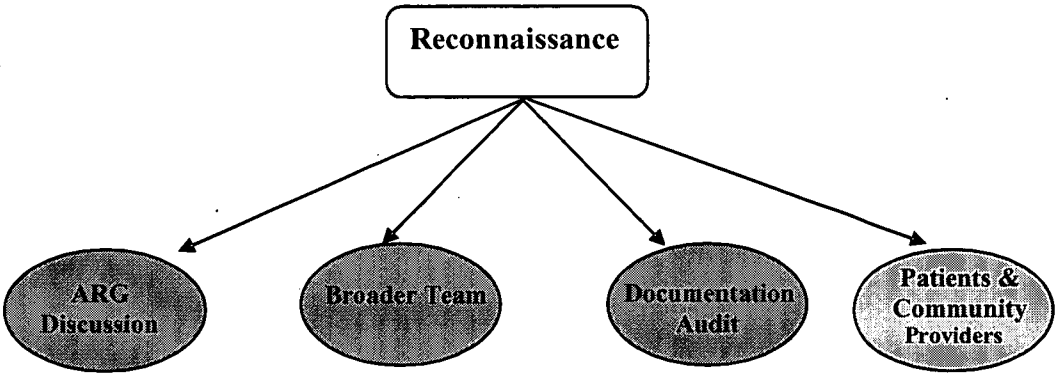 Reconnaissance
ARG
Discussion
Broader Team
Documentation
Audit
Patients &
Community
Providers